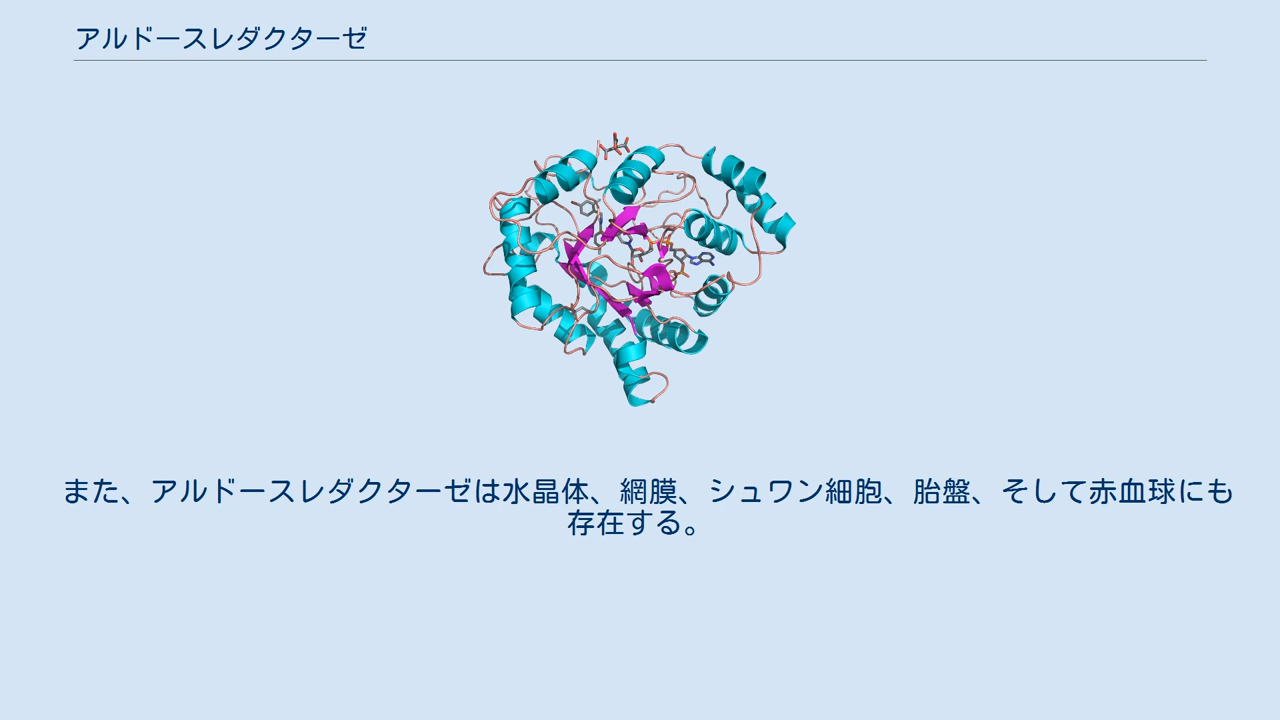 アルドースレダクターゼ
また、アルドースレダクターゼは水晶体、網膜、シュワン細胞、胎盤、そして赤血球にも
存在する。